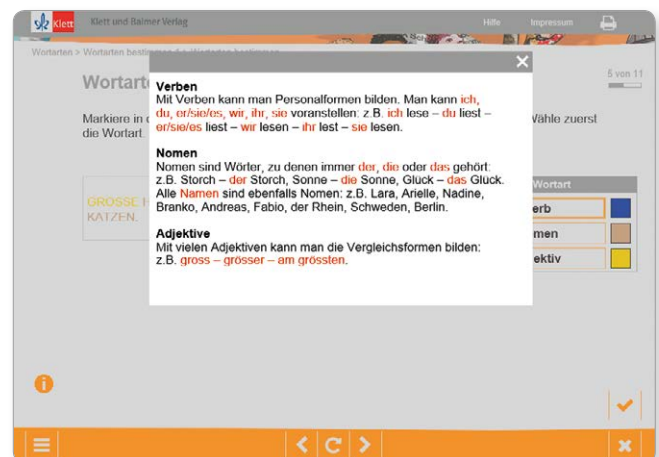 Klett
Klett und Balmer Verlag
Hilfe
Impressum
Wortarten > Wortarten
5 von 11
Verben
Mit Verben kann man Personalformen bilden. Man kann ich,
du, er/sie/es, wir, ihr, sie voranstellen: z.B. ich lese – du liest –
er/sie/es liest – wir lesen – ihr lest – sie lesen.
Nomen
Nomen sind Wörter, zu denen immer der, die oder das gehört:
z.B. Storch – der Storch, Sonne – die Sonne, Glück – das Glück.
Alle Namen sind ebenfalls Nomen: z.B. Lara, Arielle, Nadine,
Branko, Andreas, Fabio, der Rhein, Schweden, Berlin.
Adjektive
Mit vielen Adjektiven kann man die Vergleichsformen bilden:
z.B. gross – grösser – am grössten.
Wortart
Markiere in
Wähle zuerst
die Wortart
GROSSE H
KATZEN.
Wortart
erb
men
ektiv